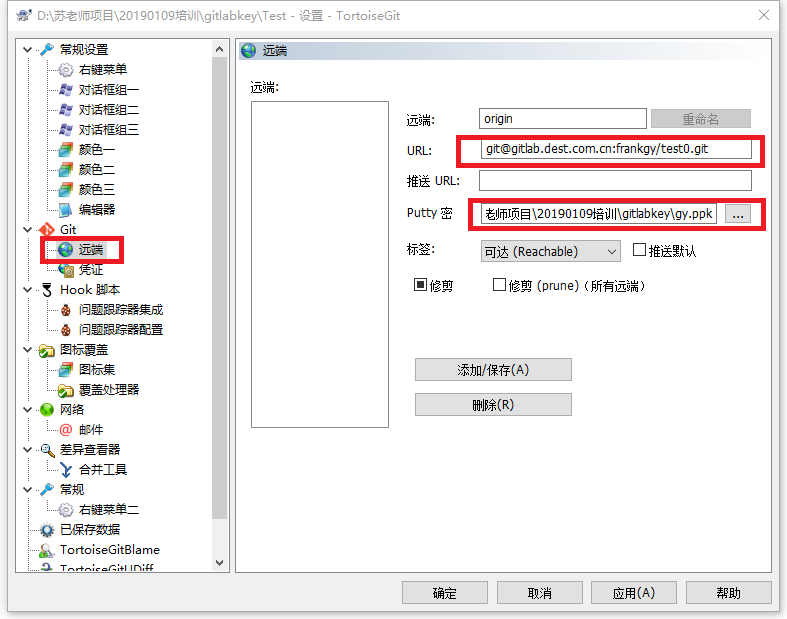 D:\苏老师项目\20190109培训\gitlabkey\Test - 设置 - TortoiseGit
常规设置
右键菜单
对话框组一
对话框组二
对话框组三
颜色一
颜色二
颜色三
编辑器
Git
远端
凭证
Hook 脚本
问题跟踪器集成
问题跟踪器配置
图标覆盖
图标集
覆盖处理器
网络
邮件
差异查看器
合并工具
常规
右键菜单二
已保存数据
TortoiseGitBlame
TortoiseGitUDiff
远端
远端:
远端: origin 重命名
URL: git@gitlab.dest.com.cn:frankgy/test0.git
推送 URL:
Putty 密 老师项目\20190109培训\gitlabkey\gy.ppk ...
标签: 可达 (Reachable) 推送默认
修剪 修剪 (prune)（所有远端）
添加/保存(A)
删除(R)
确定 取消 应用(A) 帮助